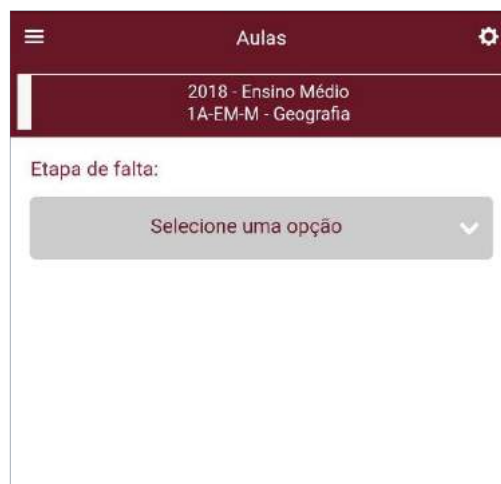 Aulas
2018 - Ensino Médio
1A-EM-M - Geografia
Etapa de falta:
Selecione uma opção